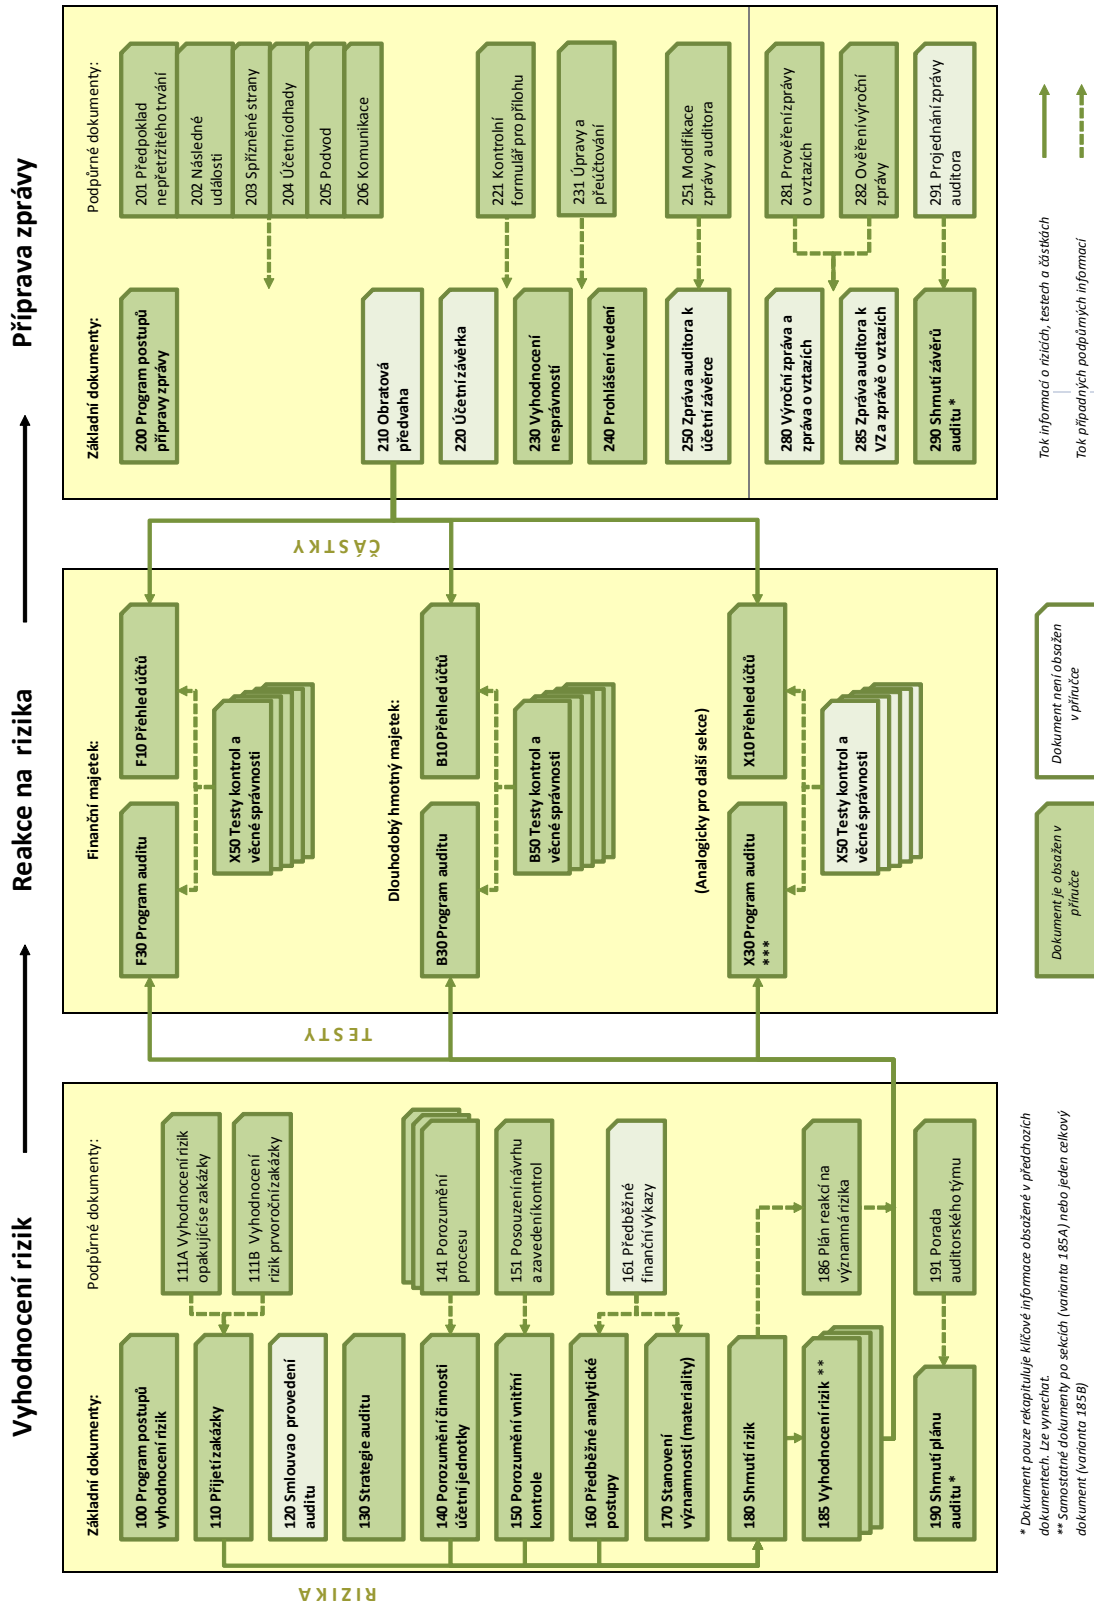 Vyhodnocení rizik
Reakce na rizika
Příprava zprávy
Základní dokumenty:
Podpůrné dokumenty:
100 Program postupů
vyhodnocení rizik
110 Přijetí zakázky
111A Vyhodnocení rizik
opakující se zakázky
111B Vyhodnocení
rizik prvoroční zakázky
120 Smlouva o provedení
auditu
130 Strategie auditu
140 Porozumění činnosti
účetní jednotky
141 Porozumění
procesu
150 Porozumění vnitřní
kontrole
151 Posouzení návrhu
a zavedení kontrol
160 Předběžné analytické
postupy
161 Předběžné
finanční výkazy
170 Stanovení
významnosti (materiality)
180 Shrnutí rizik
185 Vyhodnocení rizik **
186 Plán reakcí na
významná rizika
190 Shrnutí plánu
auditu *
191 Porada
auditorského týmu
RIZIKA
TESTY
Finanční majetek:
F30 Program auditu
F10 Přehled účtů
X50 Testy kontrol a
věcné správnosti
Dlouhodobý hmotný majetek:
B30 Program auditu
B10 Přehled účtů
B50 Testy kontrol a
věcné správnosti
(Analogicky pro další sekce)
X30 Program auditu
***
X10 Přehled účtů
X50 Testy kontrol a
věcné správnosti
ČÁSTKY
Základní dokumenty:
Podpůrné dokumenty:
200 Program postupů
přípravy zprávy
201 Předpoklad
nepřetržitého trvání
202 Následné
události
203 Spřízněné strany
204 Účetní odhady
205 Podvod
206 Komunikace
210 Obratová
předvaha
220 Účetní závěrka
221 Kontrolní
formulář pro přílohu
230 Vyhodnocení
nesprávností
231 Úpravy a
přeúčtování
240 Prohlášení vedení
250 Zpráva auditora k
účetní závěrce
251 Modifikace
zprávy auditora
280 Výroční zpráva a
zpráva o vztazích
281 Prověření zprávy
o vztazích
282 Ověření výroční
zprávy
285 Zpráva auditora k
VZ a zprávě o vztazích
290 Shrnutí závěrů
auditu *
291 Projednání zprávy
auditora
* Dokument pouze rekapituluje klíčové informace obsažené v předchozích
dokumentech. Lze vynechat.
** Samostatné dokumenty po sekcích (varianta 185A) nebo jeden celkový
dokument (varianta 185B)
Dokument je obsažen v
příručce
Dokument není obsažen
v příručce
Tok informací o rizicích, testech a částkách
Tok případných podpůrných informací